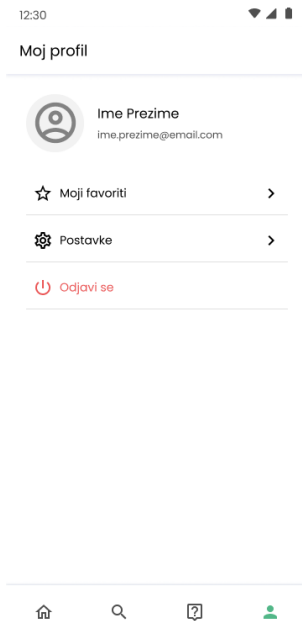 12:30
Moj profil
Ime Prezime
ime.prezime@email.com
Moji favoriti
Postavke
Odjavi se